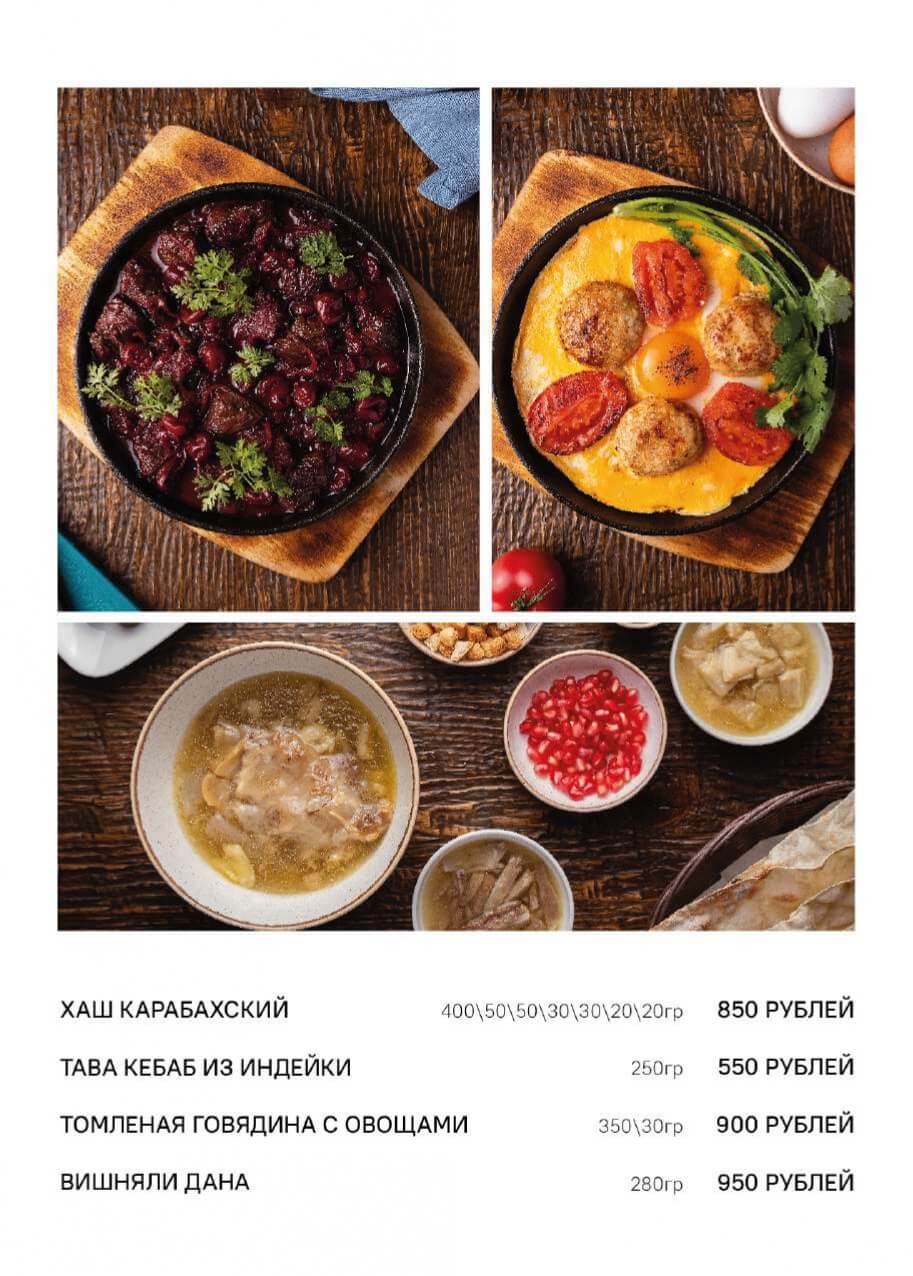 ХАШ КАРАБАХСКИЙ 400\50\50\30\30\20\20гр 850 РУБЛЕЙ
ТАВА КЕБАБ ИЗ ИНДЕЙКИ 250гр 550 РУБЛЕЙ
ТОМЛЕНАЯ ГОВЯДИНА С ОВОЩАМИ 350\30гр 900 РУБЛЕЙ
ВИШНЯЛИ ДАНА 280гр 950 РУБЛЕЙ